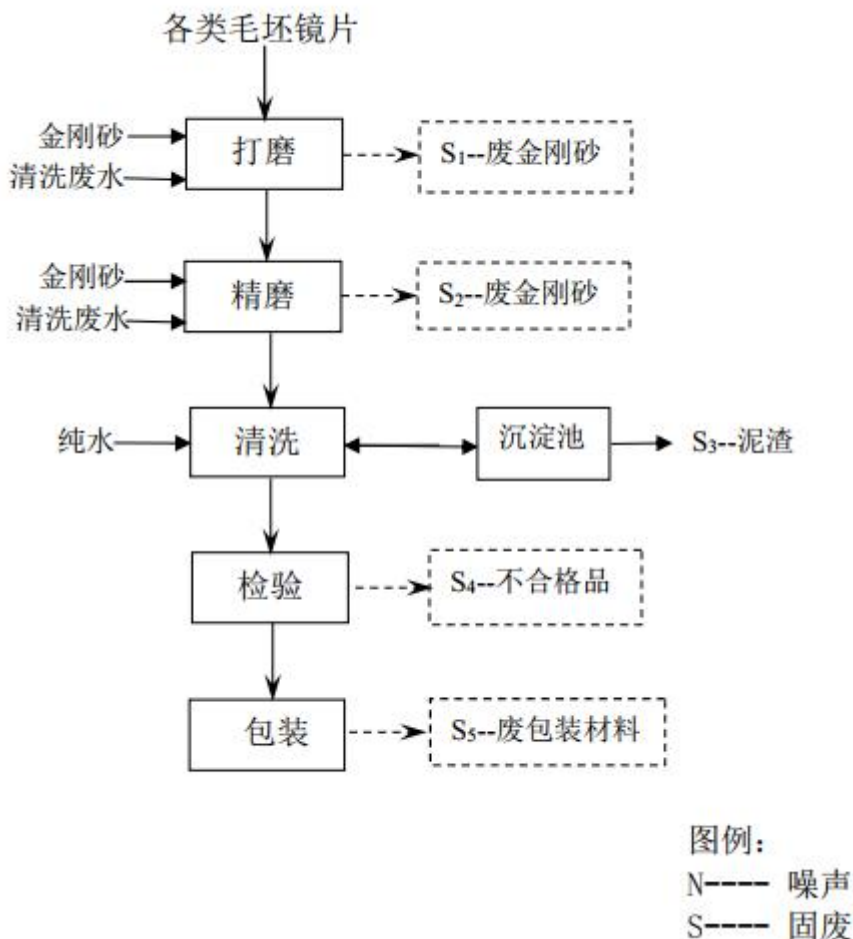 各类毛坯镜片
金刚砂
清洗废水
打磨
S₁--废金刚砂
金刚砂
清洗废水
精磨
S₂--废金刚砂
纯水
清洗
沉淀池
S₃--泥渣
检验
S₄--不合格品
包装
S₅--废包装材料
图例：
N---- 噪声
S---- 固废